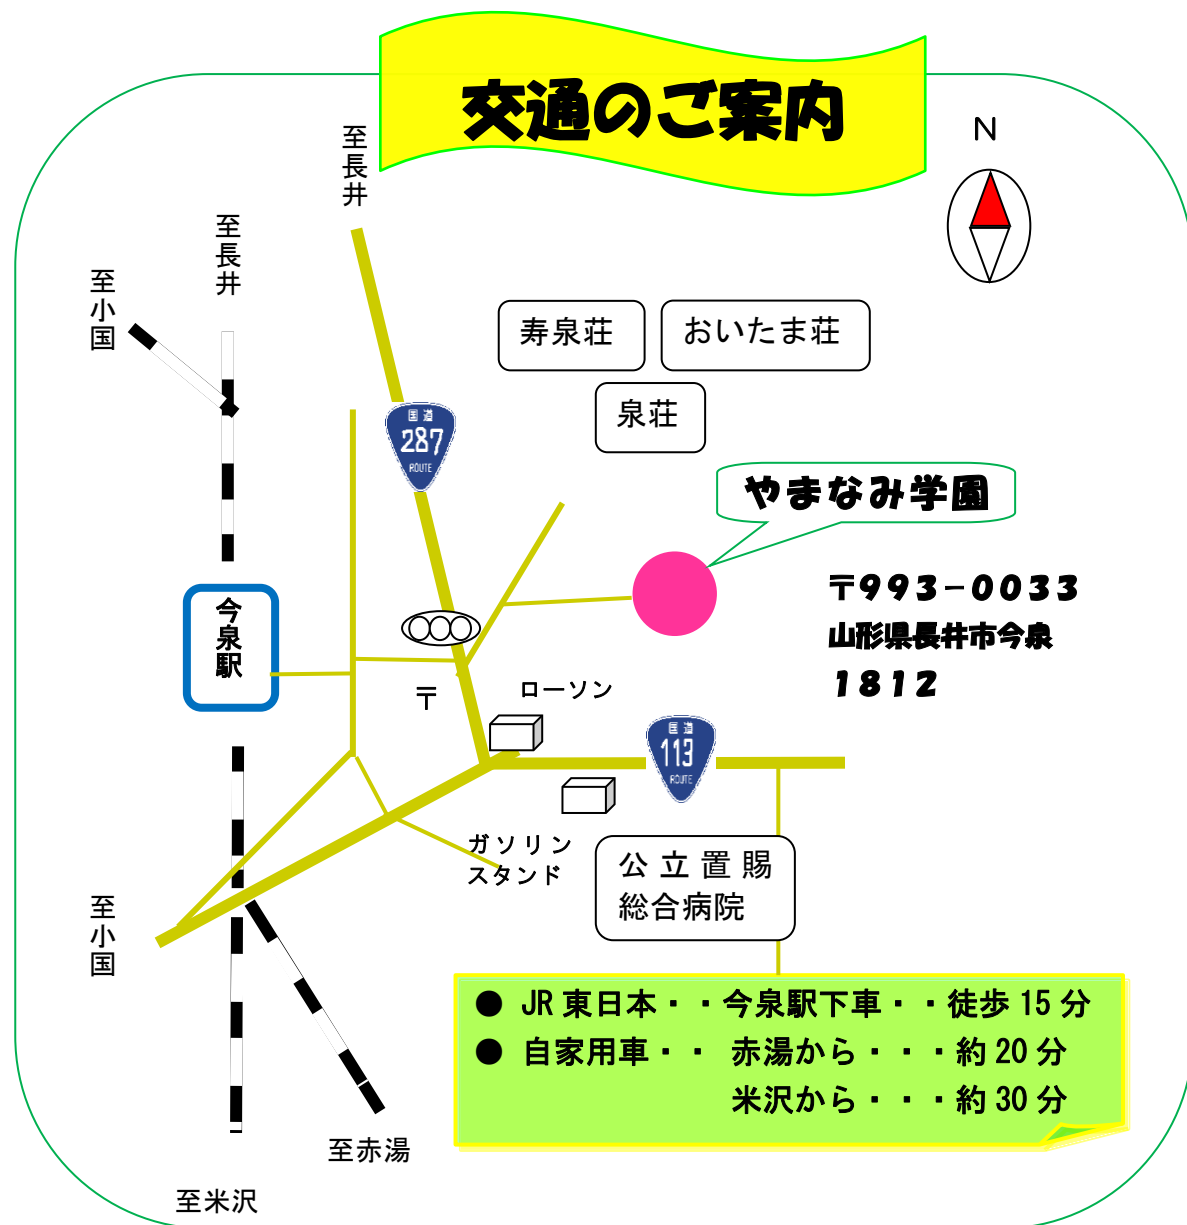 交通のご案内
N
至長井
至長井
至小国
寿泉荘
おいたま荘
泉荘
国道
287
ROUTE
やまなみ学園
〒993-0033
山形県長井市今泉
1812
今泉駅
〒
ローソン
国道
113
ROUTE
ガソリン
スタンド
公立置賜
総合病院
至小国
● JR東日本・・今泉駅下車・・徒歩15分
● 自家用車・・ 赤湯から・・・約20分
米沢から・・・約30分
至赤湯
至米沢